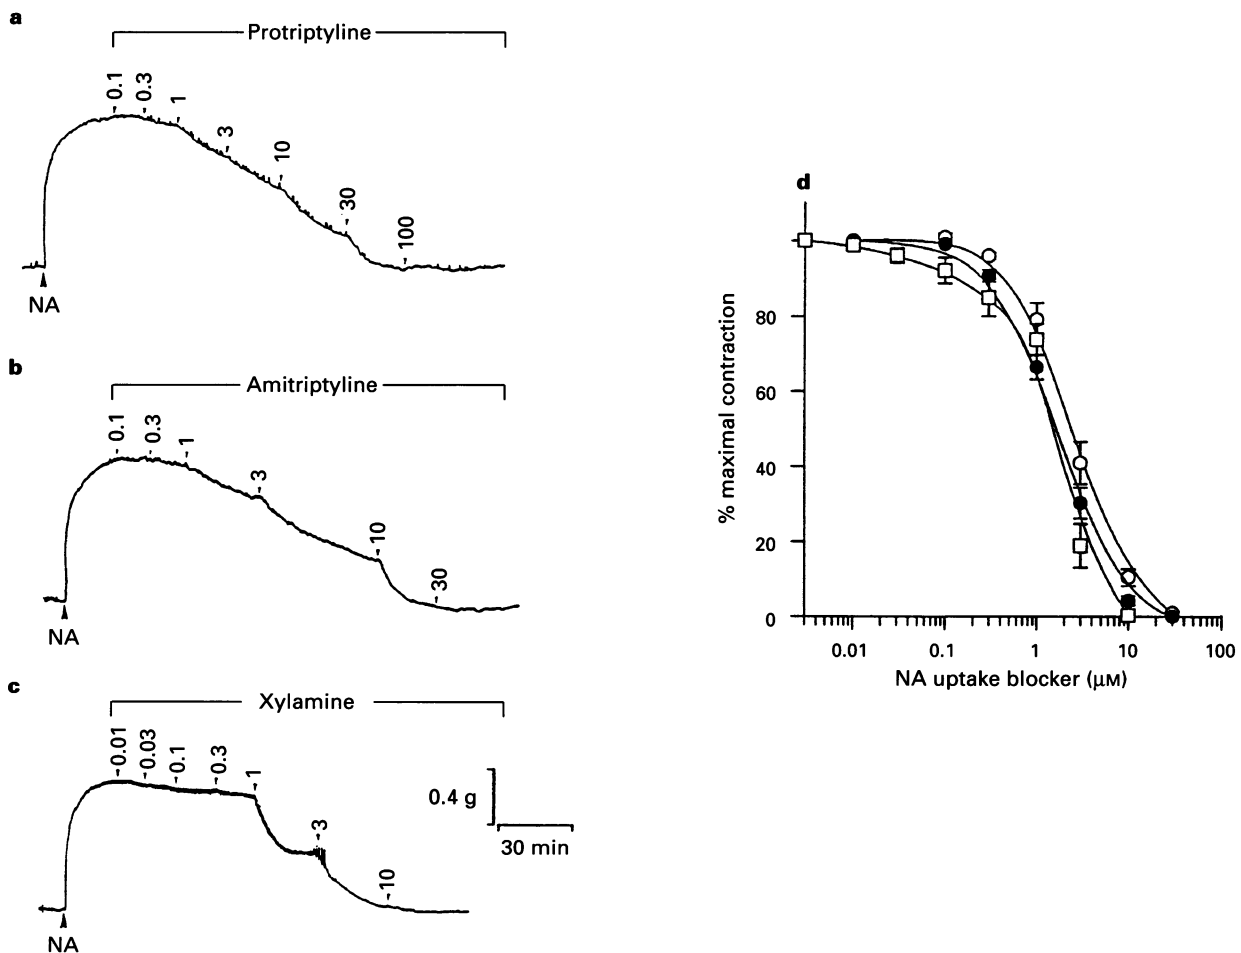 a
Protriptyline
0.1 0.3 1 3 10 30 100
NA
b
Amitriptyline
0.1 0.3 1 3 10 30
NA
c
Xylamine
0.01 0.03 0.1 0.3 1 3 10
NA
0.4 g
30 min
d
% maximal contraction
80
60
40
20
0
0.01 0.1 1 10 100
NA uptake blocker (μM)